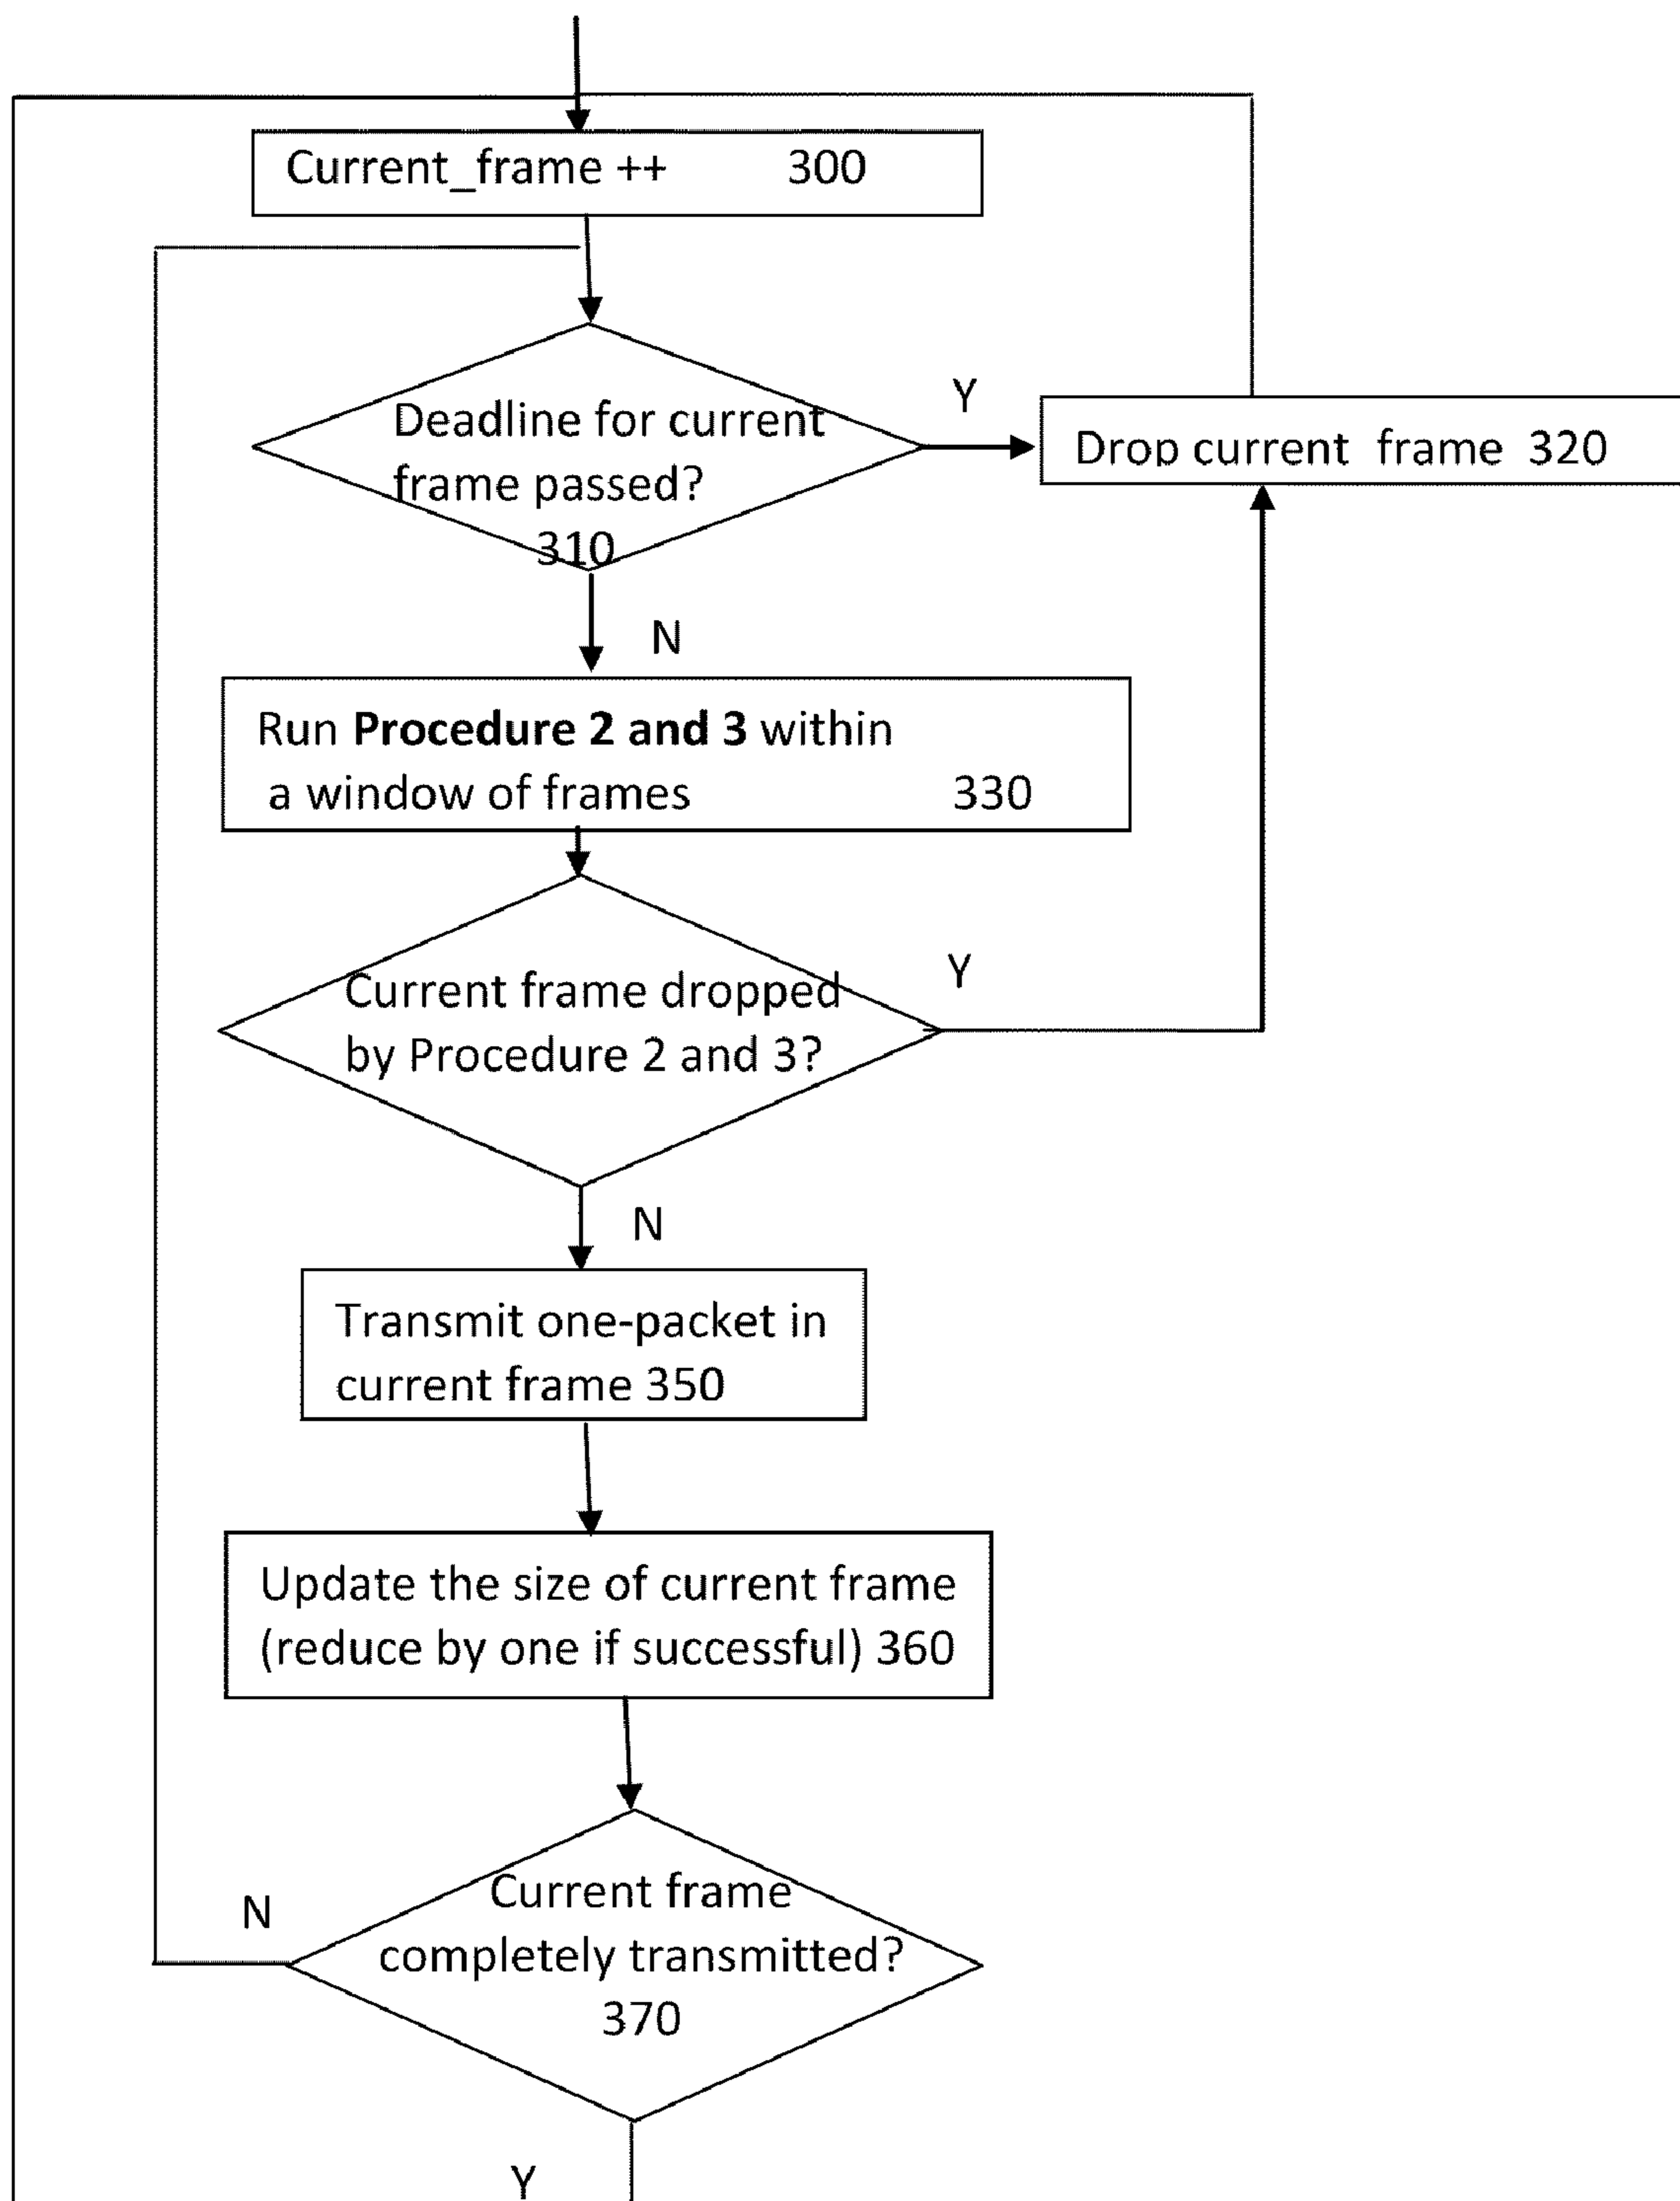 Current_frame ++ 300
Deadline for current
frame passed?
310
Y
Drop current frame 320
N
Run Procedure 2 and 3 within
a window of frames 330
Current frame dropped
by Procedure 2 and 3?
Y
N
Transmit one-packet in
current frame 350
Update the size of current frame
(reduce by one if successful) 360
Current frame
completely transmitted?
370
N
Y